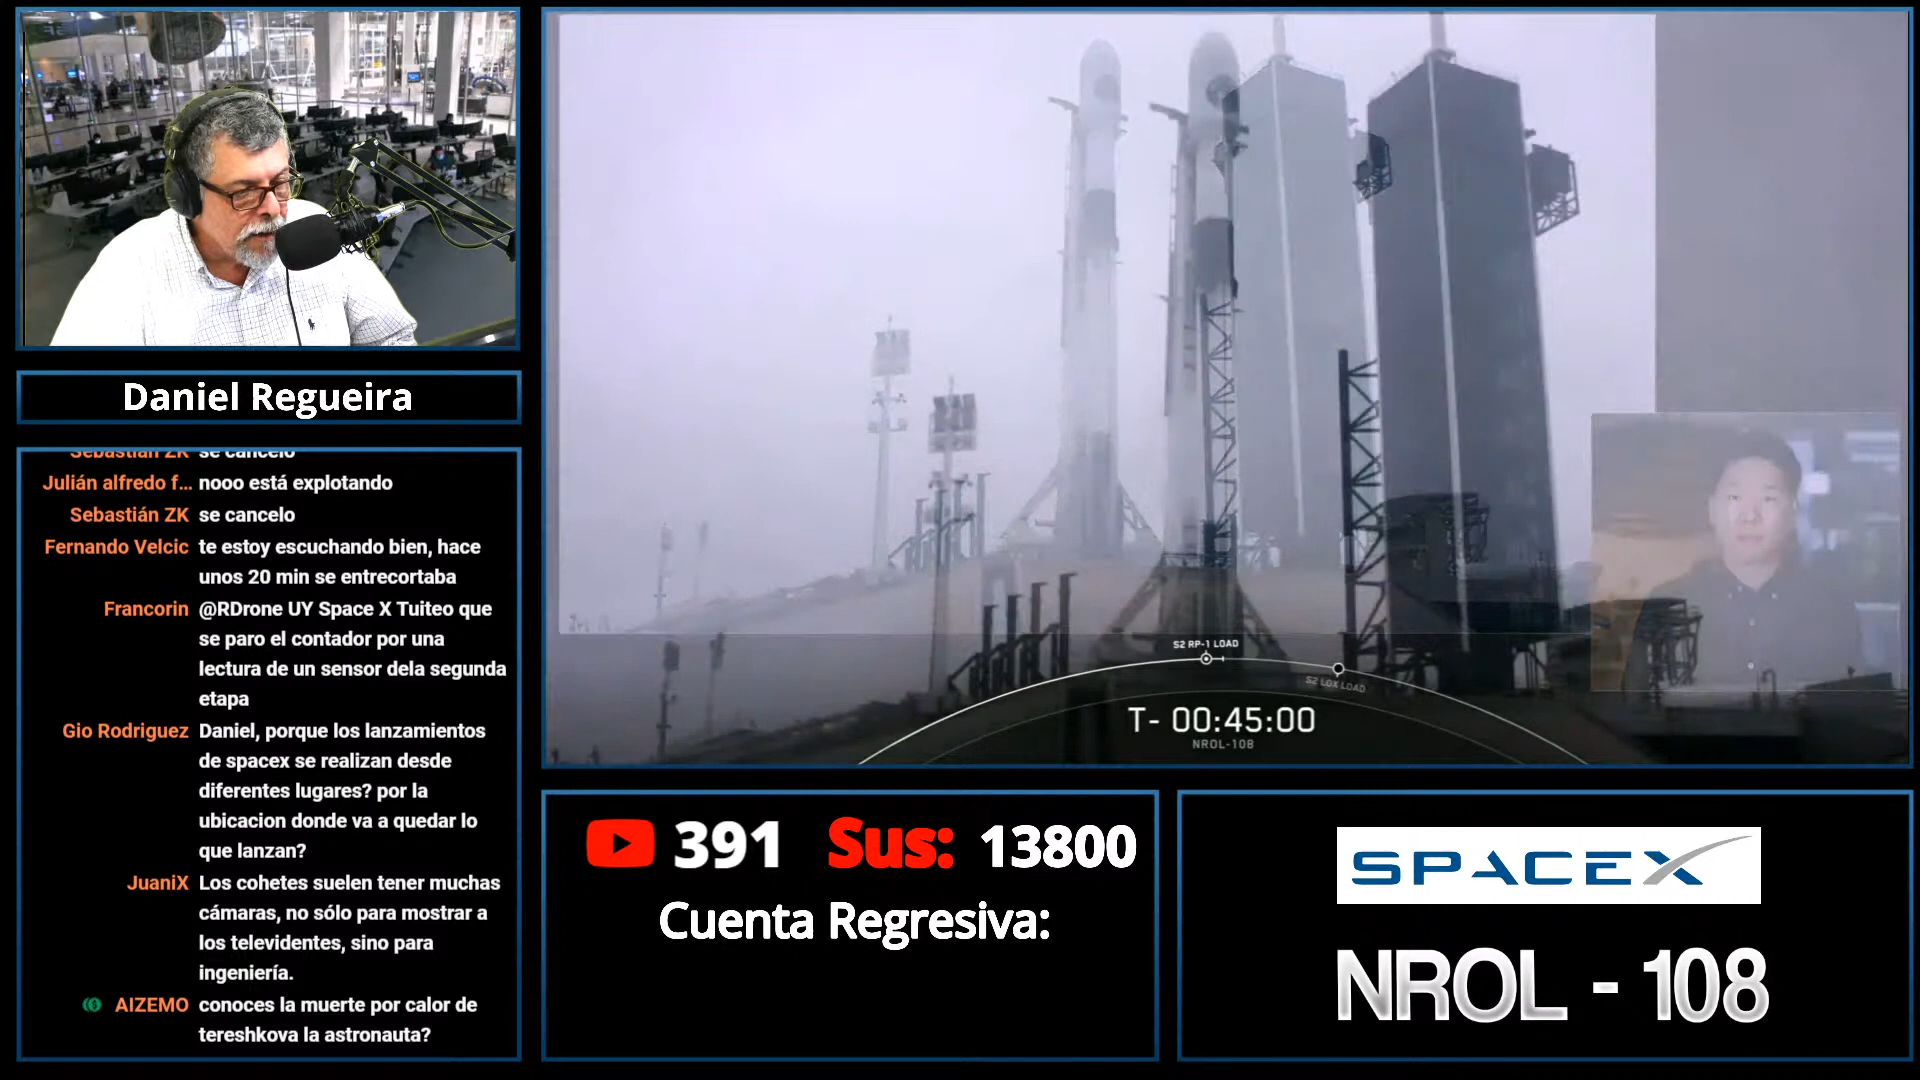 Daniel Regueira
Sebastián ZK se cancelo
Julián alfredo f... nooo está explotando
Sebastián ZK se cancelo
Fernando Velcic te estoy escuchando bien, hace
unos 20 min se entrecortaba
Francorin @RDrone UY Space X Tuiteo que
se paro el contador por una
lectura de un sensor dela segunda
etapa
Gio Rodriguez Daniel, porque los lanzamientos
de spacex se realizan desde
diferentes lugares? por la
ubicacion donde va a quedar lo
que lanzan?
JuaniX Los cohetes suelen tener muchas
cámaras, no sólo para mostrar a
los televidentes, sino para
ingeniería.
AIZEMO conoces la muerte por calor de
tereshkova la astronauta?
S2 RP-1 LOAD
S2 LOX LOAD
T- 00:45:00
NROL-108
391 Sus: 13800
Cuenta Regresiva:
SPACEX
NROL - 108